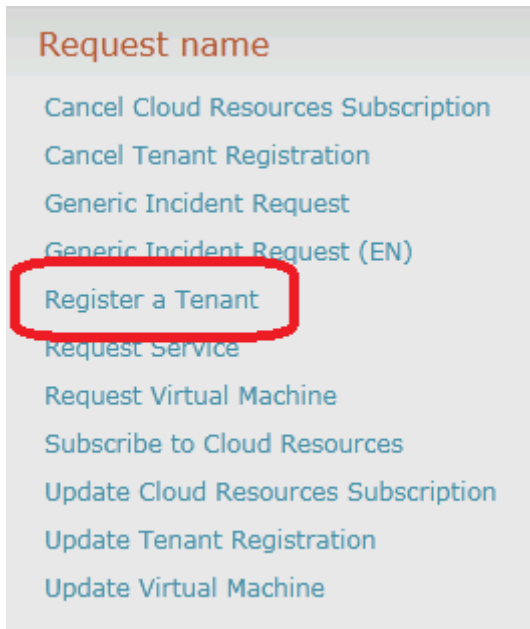 Request name
Cancel Cloud Resources Subscription
Cancel Tenant Registration
Generic Incident Request
Generic Incident Request (EN)
Register a Tenant
Request Service
Request Virtual Machine
Subscribe to Cloud Resources
Update Cloud Resources Subscription
Update Tenant Registration
Update Virtual Machine